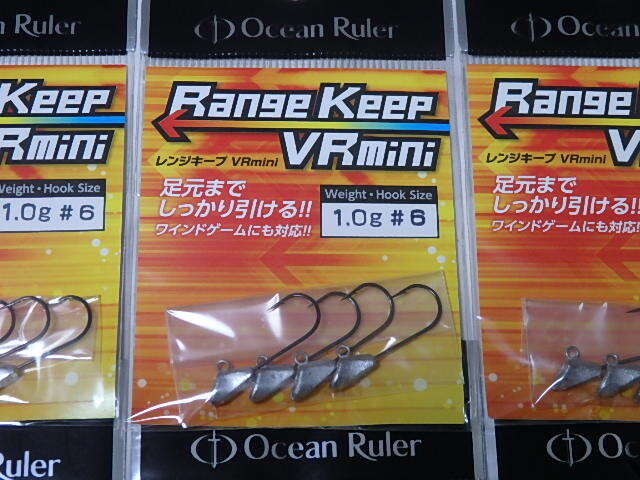 Ocean Ruler
Ocean Ruler
Range Keep
VRmini
レンジキープ VRmini
足元まで
しっかり引ける!!
ワインドゲームにも対応!!
Weight・Hook Size
1.0g #6
Ocean Ruler
Keep
VRmini
Weight・Hook Size
1.0g #6
Ruler
Ocean Ruler
Range
レンジキープ VRmini
足元まで
しっかり引ける!!
ワインドゲームにも対応!!
Ocean Ruler